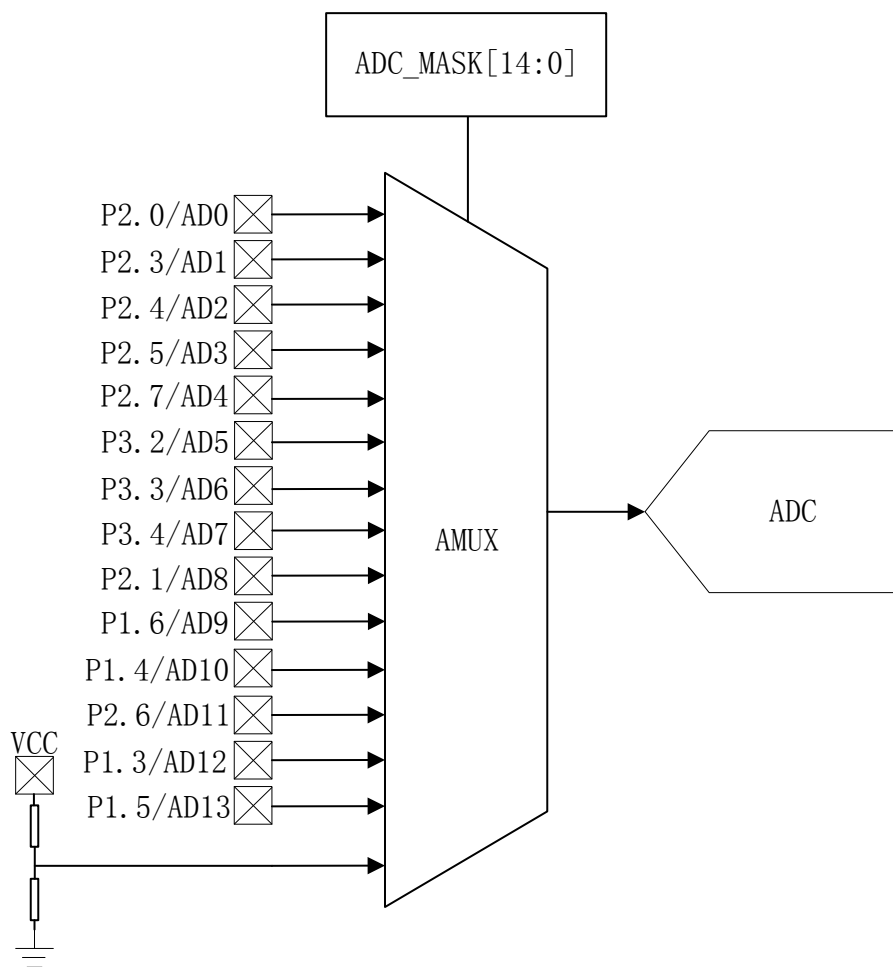 ADC_MASK[14:0]
P2.0/AD0
P2.3/AD1
P2.4/AD2
P2.5/AD3
P2.7/AD4
P3.2/AD5
P3.3/AD6
P3.4/AD7
P2.1/AD8
P1.6/AD9
P1.4/AD10
P2.6/AD11
P1.3/AD12
P1.5/AD13
VCC
AMUX
ADC